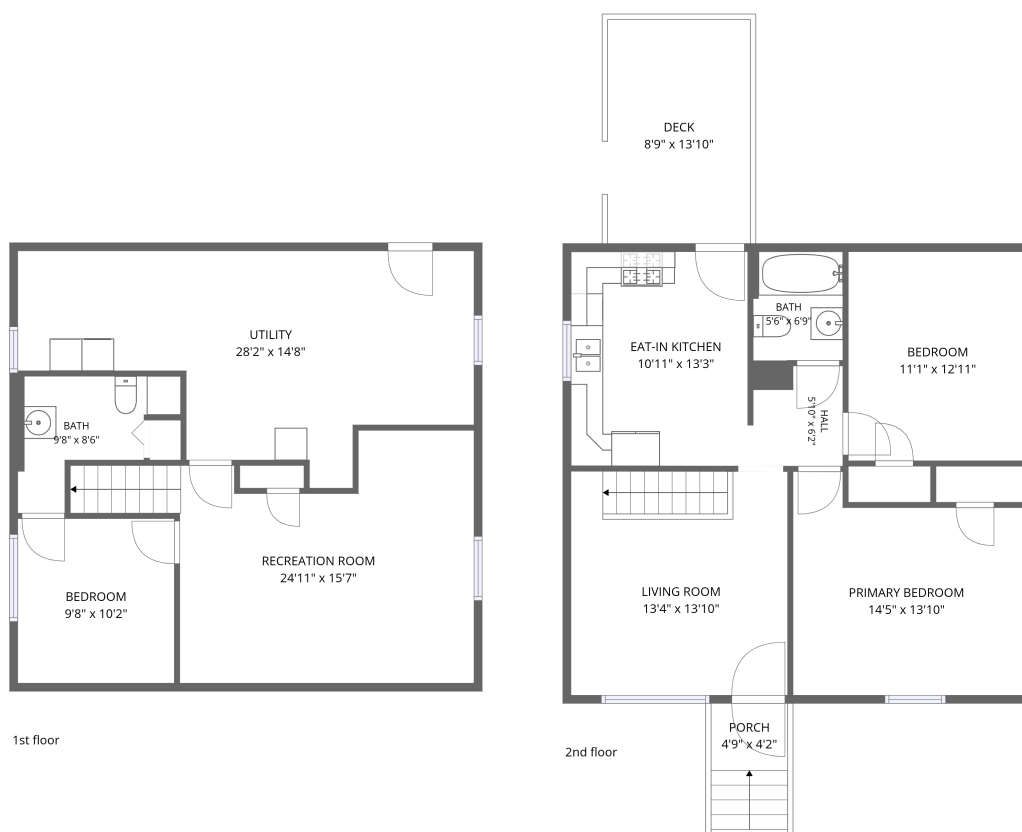 DECK
8'9" x 13'10"
UTILITY
28'2" x 14'8"
BATH
9'8" x 8'6"
BEDROOM
9'8" x 10'2"
RECREATION ROOM
24'11" x 15'7"
1st floor
EAT-IN KITCHEN
10'11" x 13'3"
BATH
5'6" x 6'9"
BEDROOM
11'1" x 12'11"
HALL
5'10" x 6'2"
LIVING ROOM
13'4" x 13'10"
PRIMARY BEDROOM
14'5" x 13'10"
PORCH
4'9" x 4'2"
2nd floor